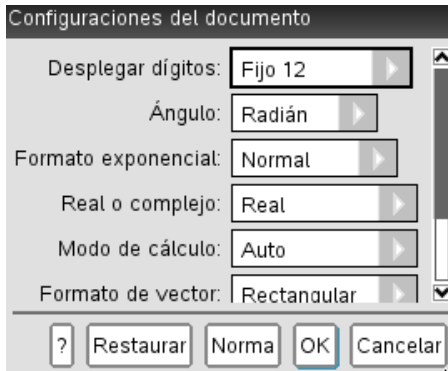 Configuraciones del documento
Desplegar dígitos: Fijo 12
Ángulo: Radián
Formato exponencial: Normal
Real o complejo: Real
Modo de cálculo: Auto
Formato de vector: Rectangular
? Restaurar Norma OK Cancelar